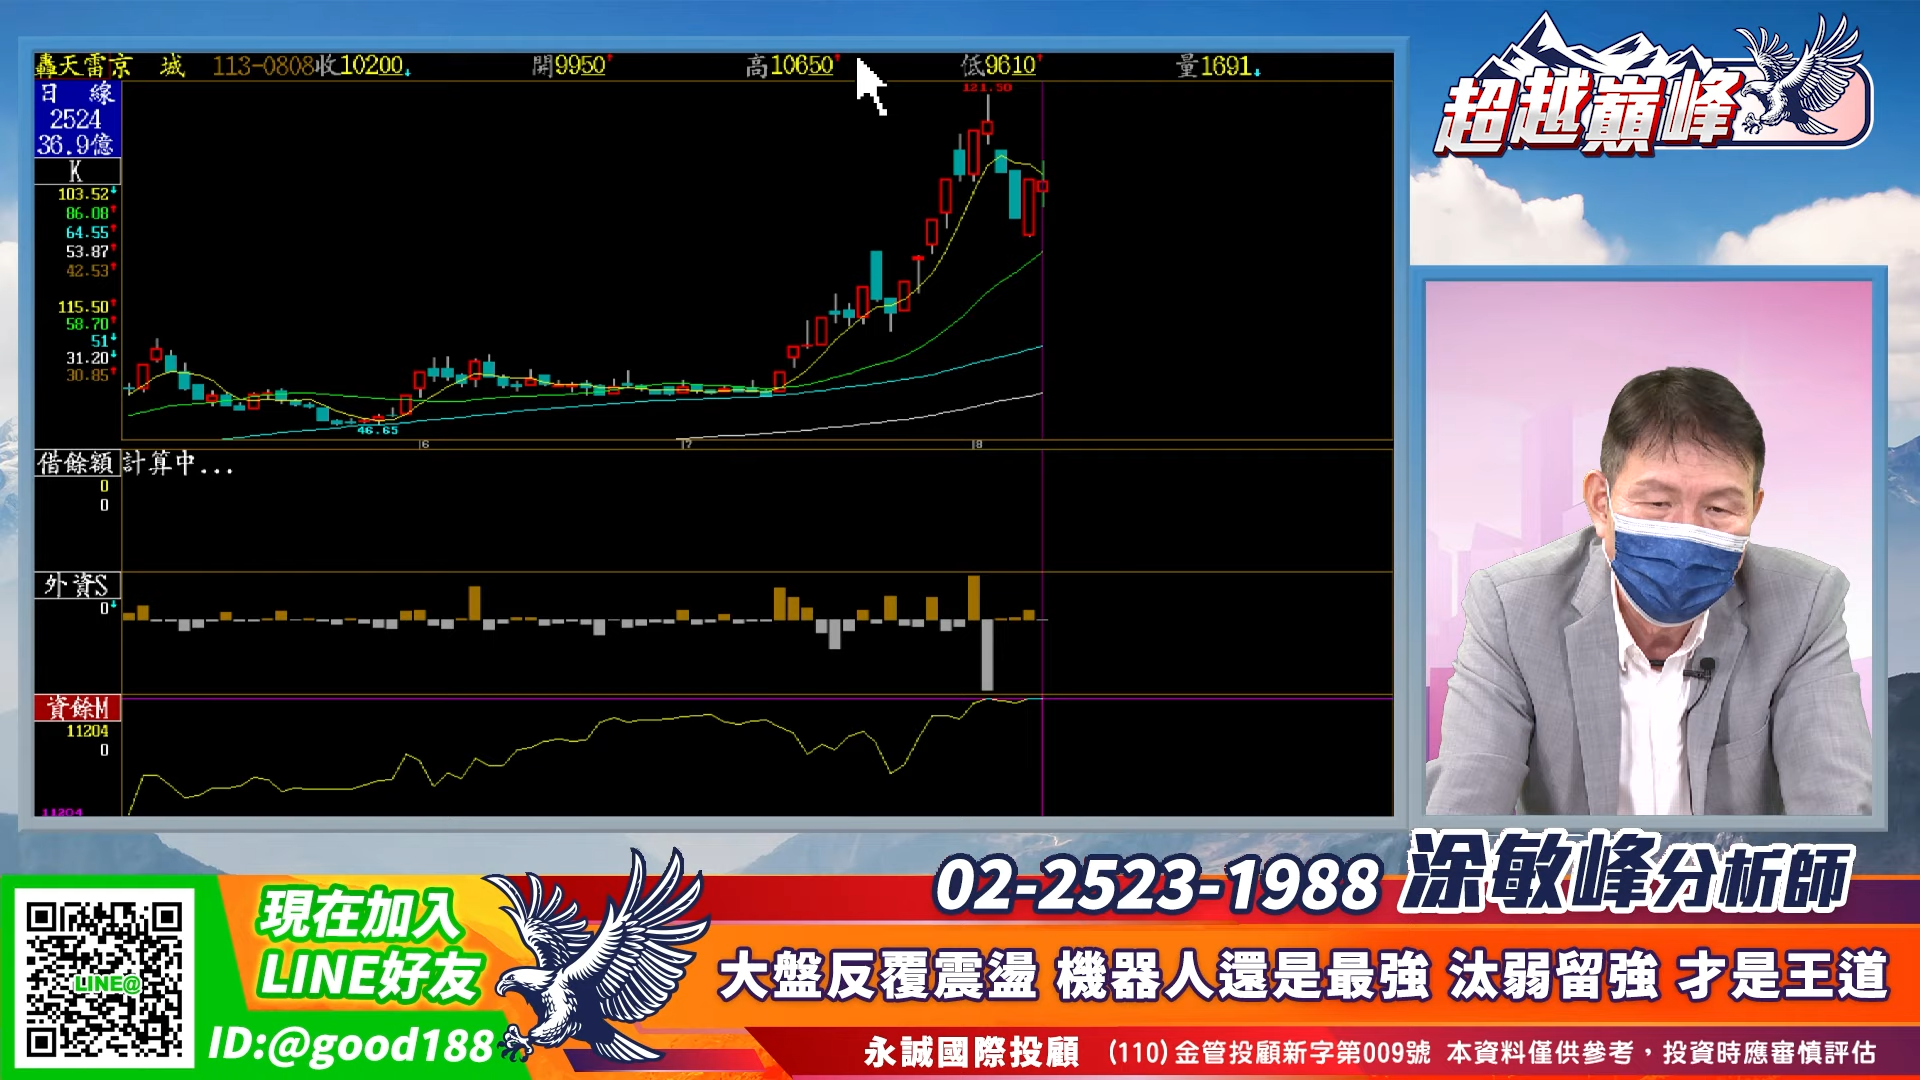 轟天雷京　城 113-0808收10200 開9950 高10650 低9610 量1691
日　線
2524
36.9億
K
103.52
86.08
64.55
53.87
42.53
115.50
58.70
51
31.20
30.85
121.50
46.65
6 7 8
借餘額 計算中...
0
0
外資S
0
資餘M
11204
0
11204
超越巔峰
02-2523-1988 涂敏峰分析師
現在加入
LINE好友
LINE@
ID:@good188
大盤反覆震盪 機器人還是最強 汰弱留強 才是王道
永誠國際投顧 (110)金管投顧新字第009號 本資料僅供參考，投資時應審慎評估